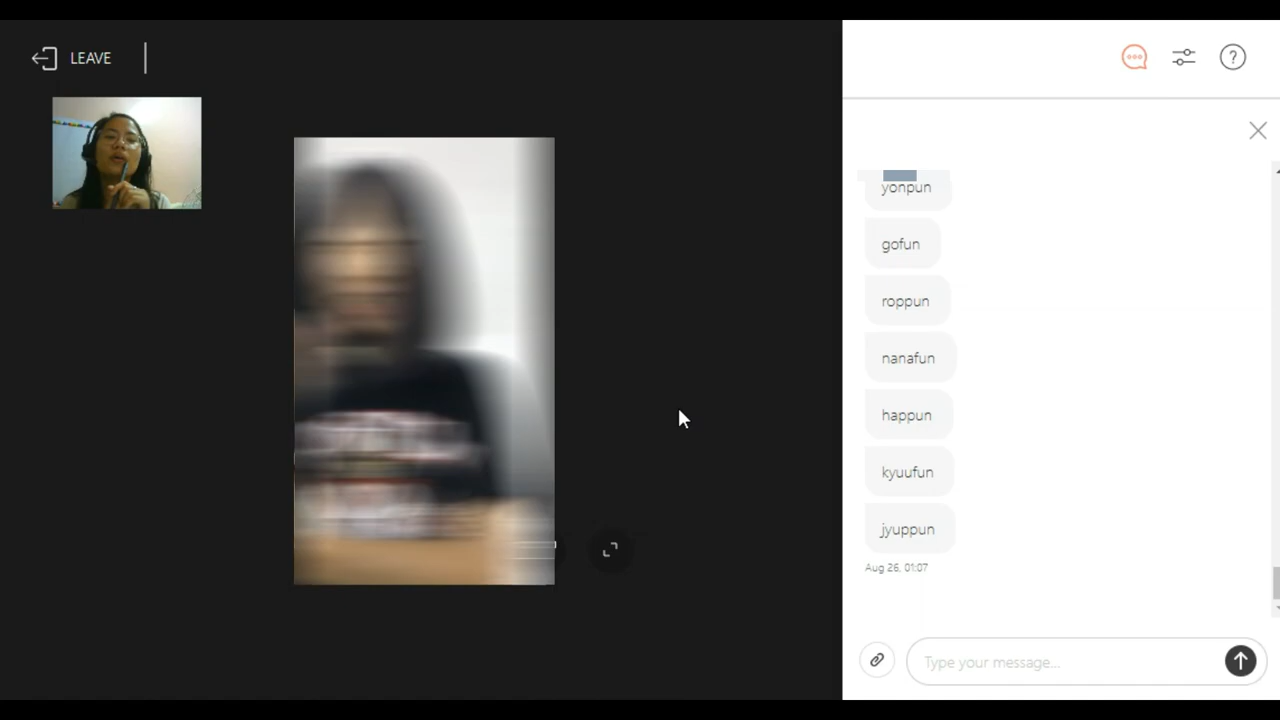 LEAVE
yonpun
gofun
roppun
nanafun
happun
kyuufun
jyuppun
Aug 26, 01:07
Type your message...